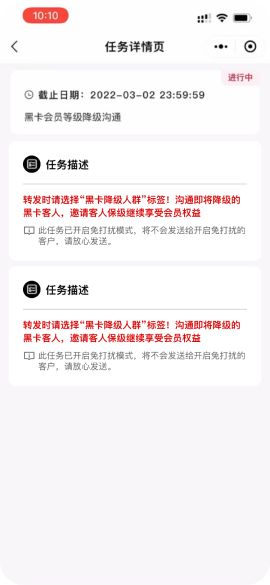 10:10
任务详情页
进行中
截止日期：2022-03-02 23:59:59
黑卡会员等级降级沟通
任务描述
转发时请选择“黑卡降级人群”标签！沟通即将降级的
黑卡客人，邀请客人保级继续享受会员权益
此任务已开启免打扰模式，将不会发送给开启免打扰的
客户，请放心发送。
任务描述
转发时请选择“黑卡降级人群”标签！沟通即将降级的
黑卡客人，邀请客人保级继续享受会员权益
此任务已开启免打扰模式，将不会发送给开启免打扰的
客户，请放心发送。